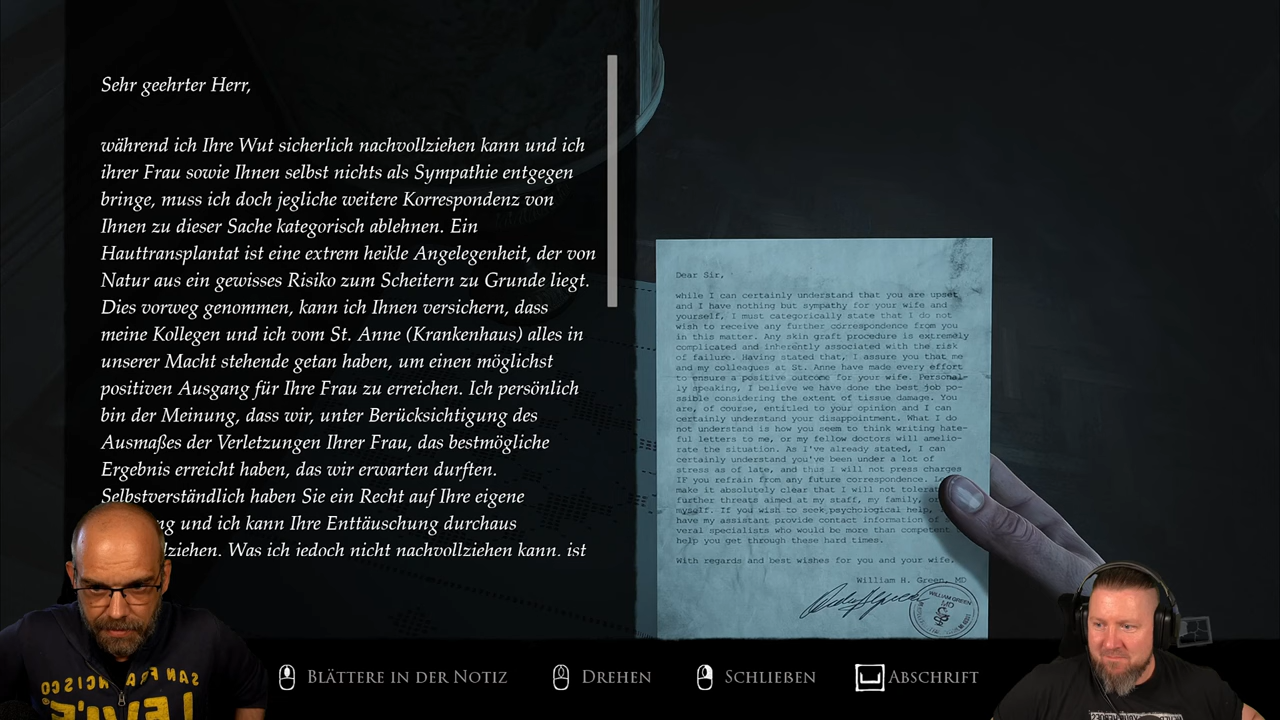 Sehr geehrter Herr,
während ich Ihre Wut sicherlich nachvollziehen kann und ich
ihrer Frau sowie Ihnen selbst nichts als Sympathie entgegen
bringe, muss ich doch jegliche weitere Korrespondenz von
Ihnen zu dieser Sache kategorisch ablehnen. Ein
Hauttransplantat ist eine extrem heikle Angelegenheit, der von
Natur aus ein gewisses Risiko zum Scheitern zu Grunde liegt.
Dies vorweg genommen, kann ich Ihnen versichern, dass
meine Kollegen und ich vom St. Anne (Krankenhaus) alles in
unserer Macht stehende getan haben, um einen möglichst
positiven Ausgang für Ihre Frau zu erreichen. Ich persönlich
bin der Meinung, dass wir, unter Berücksichtigung des
Ausmaßes der Verletzungen Ihrer Frau, das bestmögliche
Ergebnis erreicht haben, das wir erwarten durften.
Selbstverständlich haben Sie ein Recht auf Ihre eigene
und ich kann Ihre Enttäuschung durchaus
Was ich jedoch nicht nachvollziehen kann, ist
Dear Sir,
while I can certainly understand that you are upset
and I have nothing but sympathy for your wife and
yourself, I must categorically state that I do not
wish to receive any further correspondence from you
in this matter. Any skin graft procedure is extremely
complicated and inherently associated with the risk
of failure. Having stated that, I assure you that me
and my colleagues at St. Anne have made every effort
to ensure a positive outcome for your wife. Personal-
ly speaking, I believe we have done the best job po-
ssible considering the extent of tissue damage. You
are, of course, entitled to your opinion and I can
certainly understand your disappointment. What I do
not understand is how you seem to think writing hate-
ful letters to me, or my fellow doctors will amelio-
rate the situation. As I've already stated, I can
certainly understand you've been under a lot of
stress as of late, and thus I will not press charges
IF you refrain from any future correspondence.
make it absolutely clear that I will not
further threats aimed at my staff, my family, or
myself. If you wish to seek psychological help,
have my assistant provide contact information of
veral specialists who would be more than competent
help you get through these hard times.
With regards and best wishes for you and your wife.
William H. Green, MD
WILLIAM GREEN
BLÄTTERE IN DER NOTIZ
DREHEN
SCHLIEßEN
ABSCHRIFT
SAN FRANCISCO